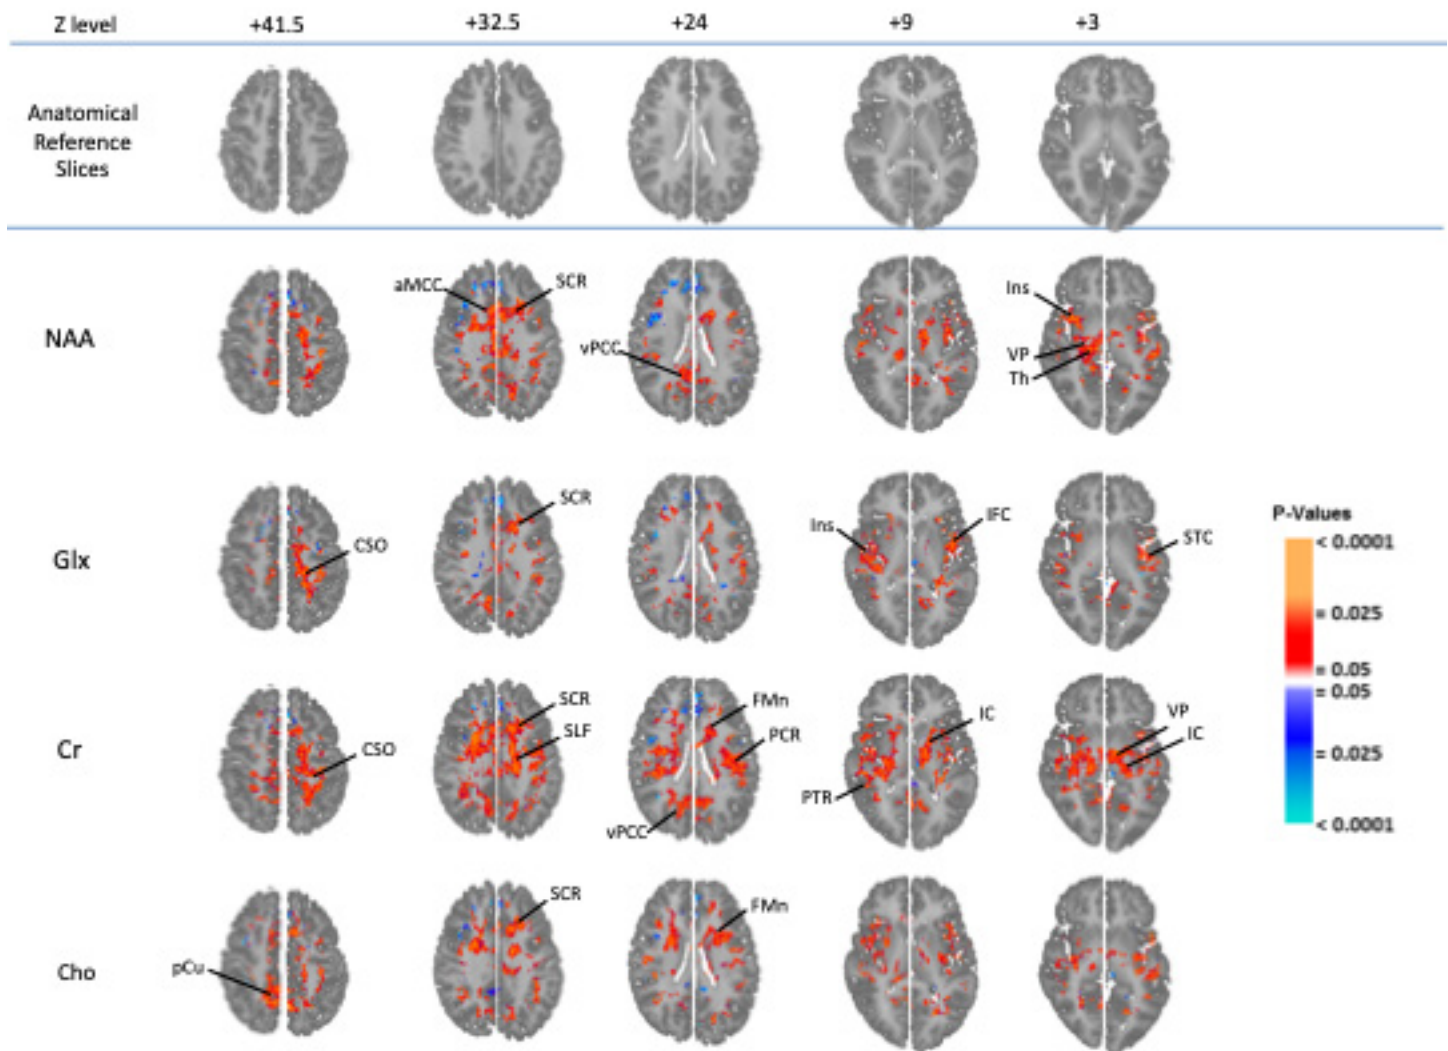 Z level +41.5 +32.5 +24 +9 +3
Anatomical
Reference
Slices
NAA
aMCC
SCR
vPCC
Ins
VP
Th
Glx
CSO
SCR
Ins
IFC
STC
P-Values
< 0.0001
= 0.025
= 0.05
= 0.05
= 0.025
< 0.0001
Cr
CSO
SCR
SLF
FMn
PCR
vPCC
IC
PTR
VP
IC
Cho
pCu
SCR
FMn